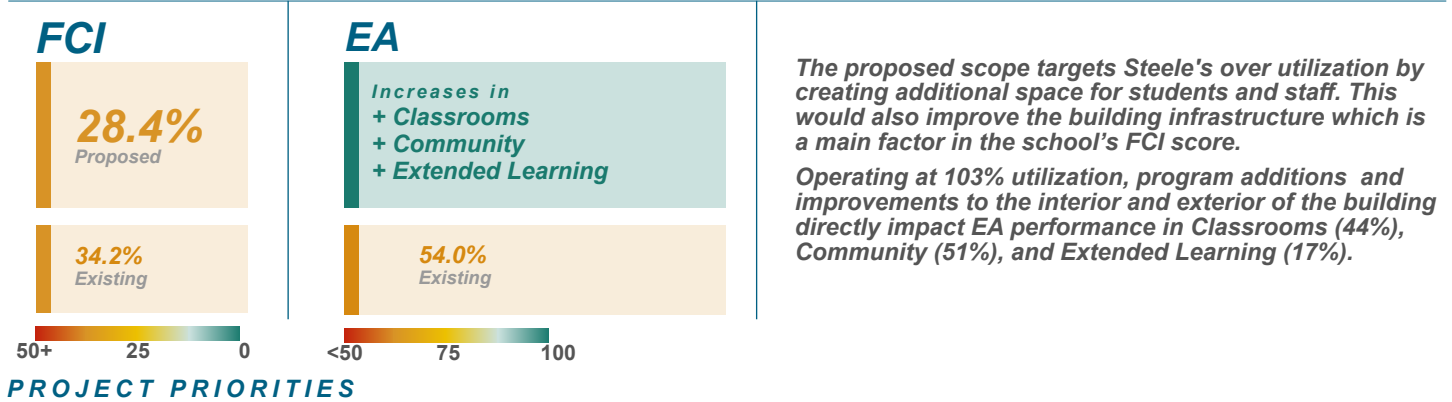 FCI
28.4%
Proposed
34.2%
Existing
50+ 25 0
EA
Increases in
+ Classrooms
+ Community
+ Extended Learning
54.0%
Existing
<50 75 100
The proposed scope targets Steele's over utilization by
creating additional space for students and staff. This
would also improve the building infrastructure which is
a main factor in the school’s FCI score.
Operating at 103% utilization, program additions and
improvements to the interior and exterior of the building
directly impact EA performance in Classrooms (44%),
Community (51%), and Extended Learning (17%).
PROJECT PRIORITIES